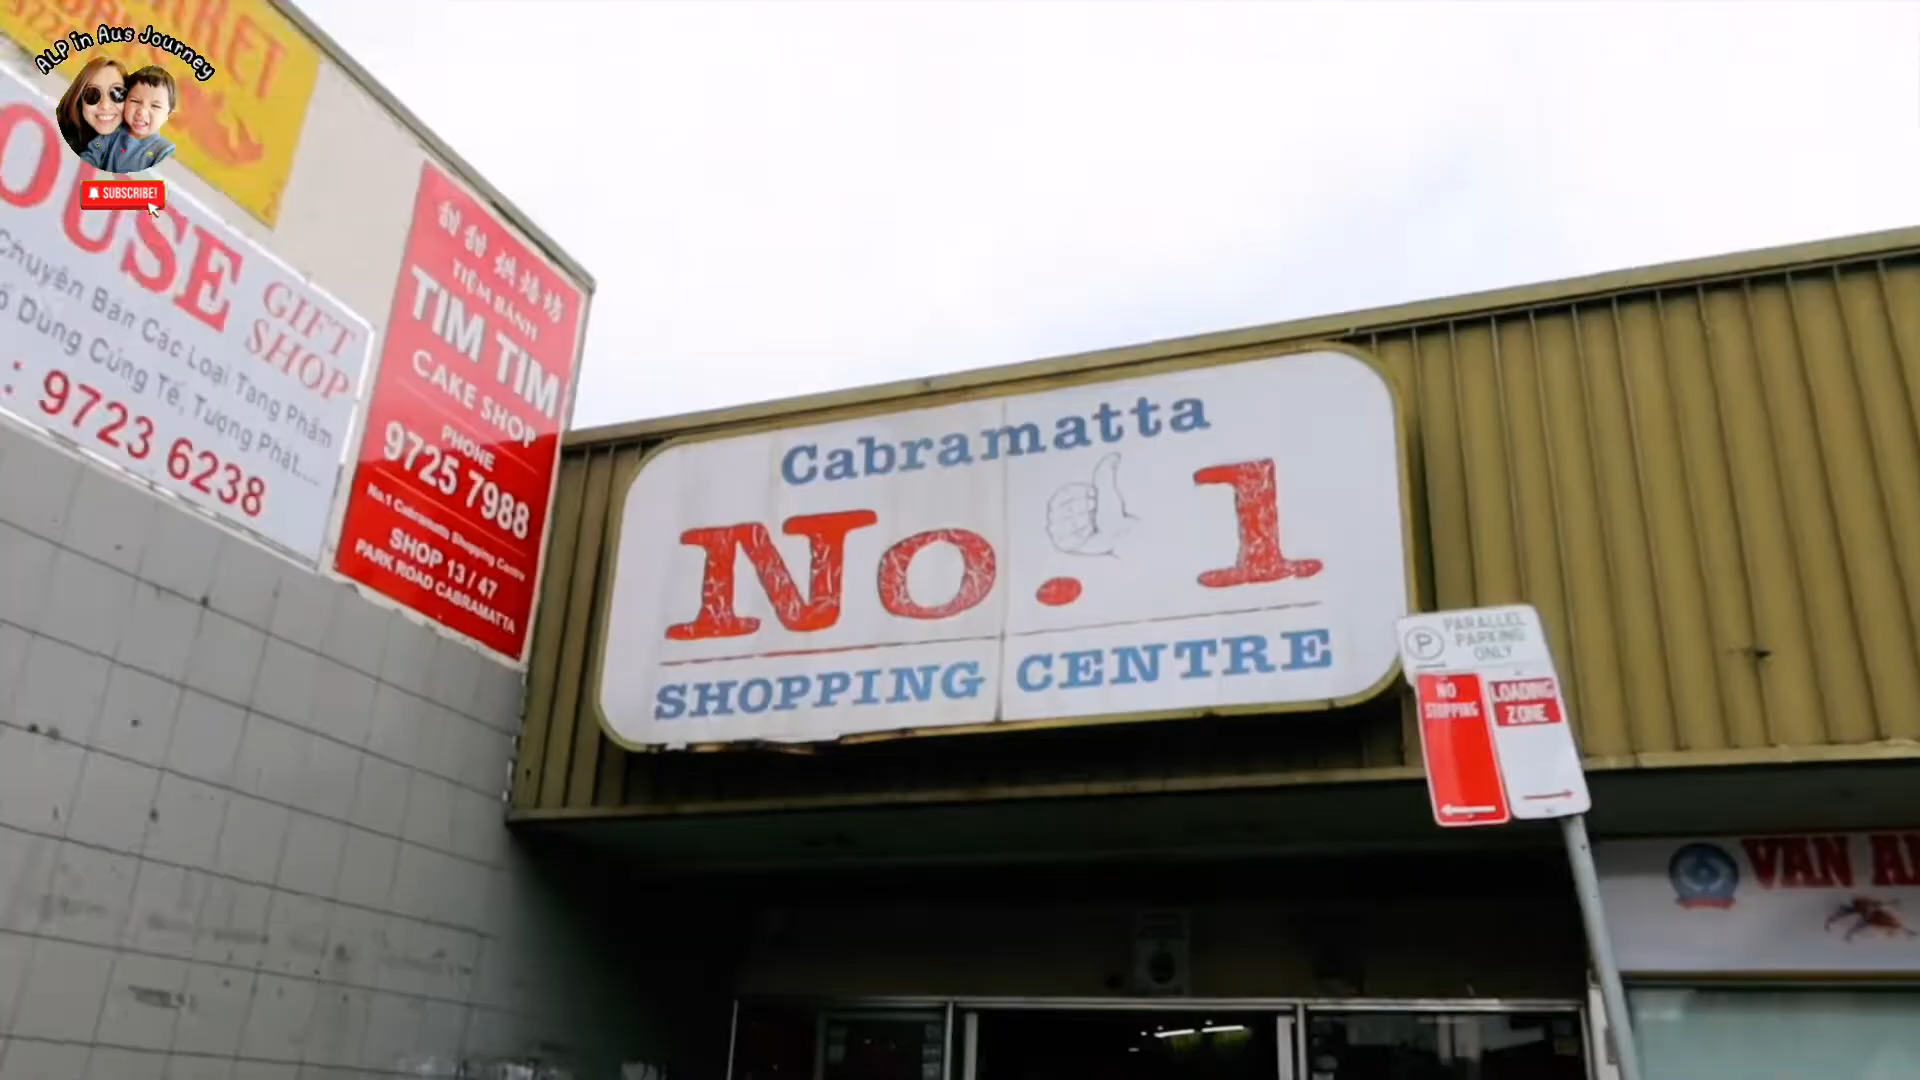 ALP in Aus Journey
SUBSCRIBE!
OUSE
GIFT
SHOP
Chuyên Bán Các Loại Tang Phẩm
Dung Cúng Tế, Tượng Phật....
: 9723 6238
甜甜 烘焙坊
TIỆM BÁNH
TIM TIM
CAKE SHOP
PHONE
9725 7988
No.1 Cabramatta Shopping Centre
SHOP 13 / 47
PARK ROAD CABRAMATTA
Cabramatta
No. 1
SHOPPING CENTRE
P
PARALLEL
PARKING
ONLY
NO
STOPPING
LOADING
ZONE
VAN A